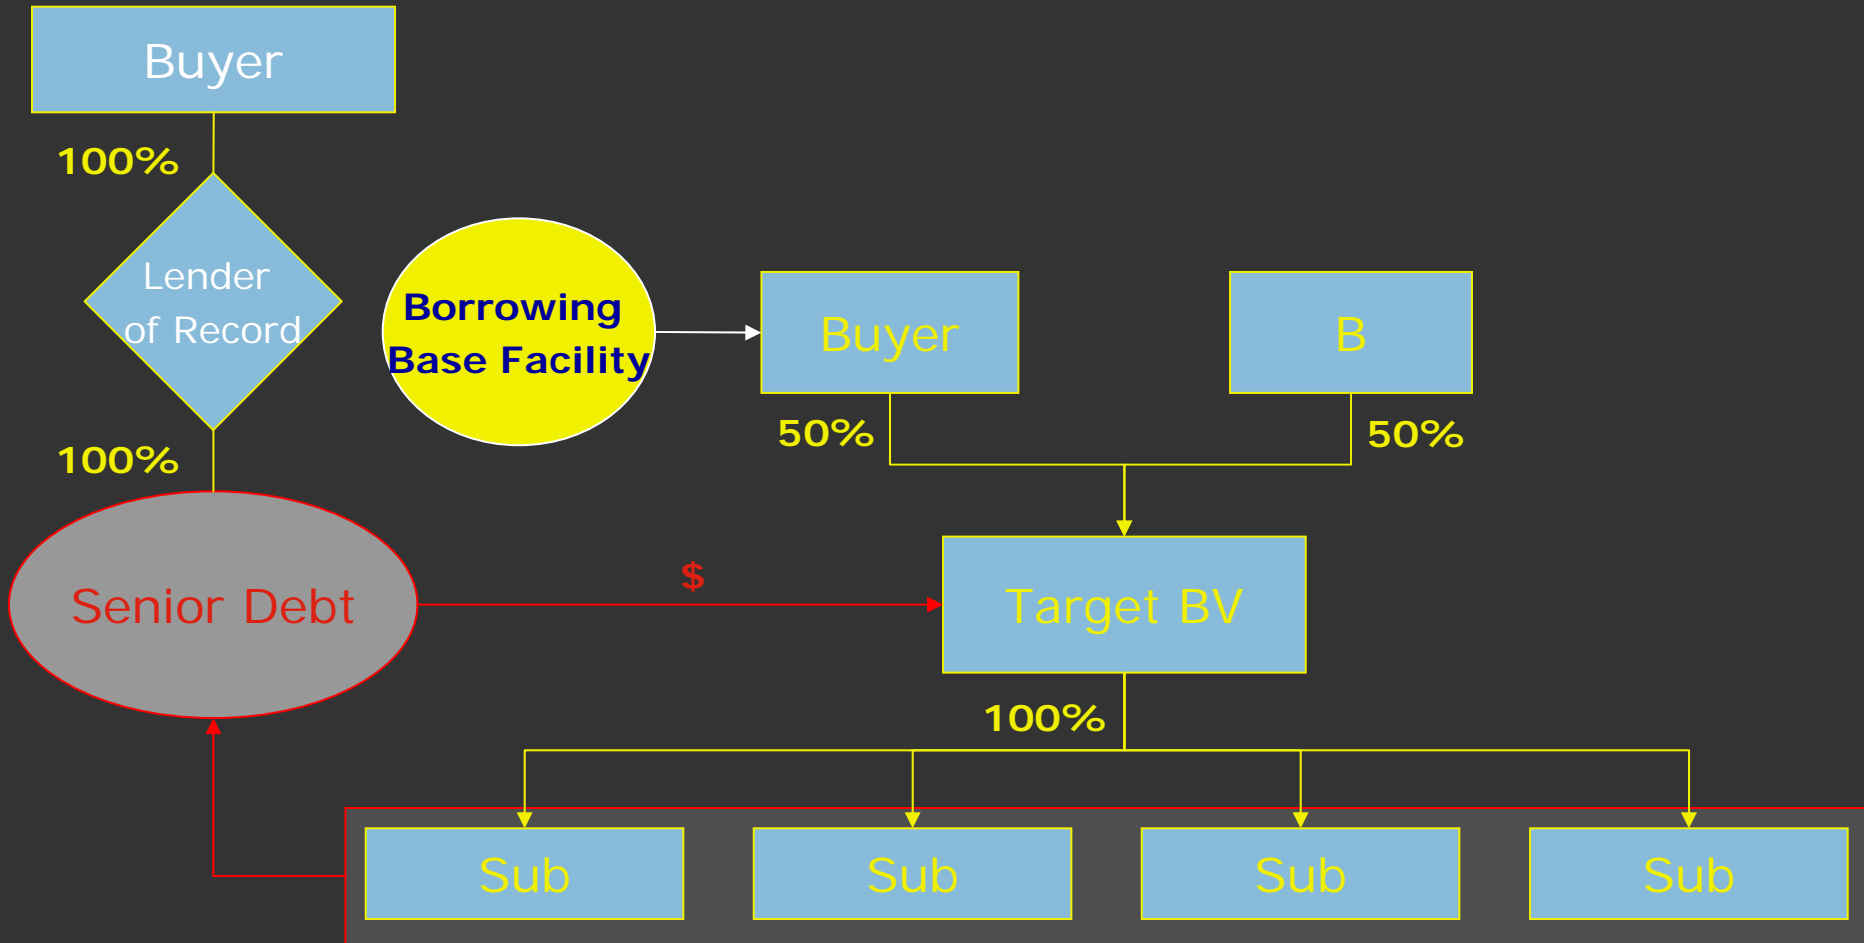 Buyer
100%
Lender
of Record
100%
Senior Debt
Borrowing
Base Facility
Buyer
B
50%
50%
$
Target BV
100%
Sub
Sub
Sub
Sub